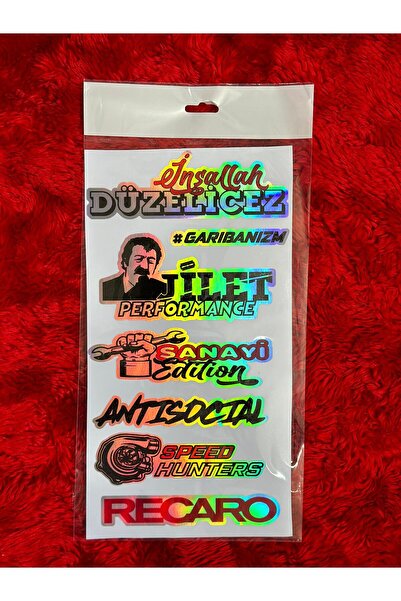 İnşallah
DÜZELİCEZ
#GARIBANIZM
JİLET
PERFORMANCE
SANAYİ
Edition
ANTISOCIAL
SPEED
HUNTERS
RECARO